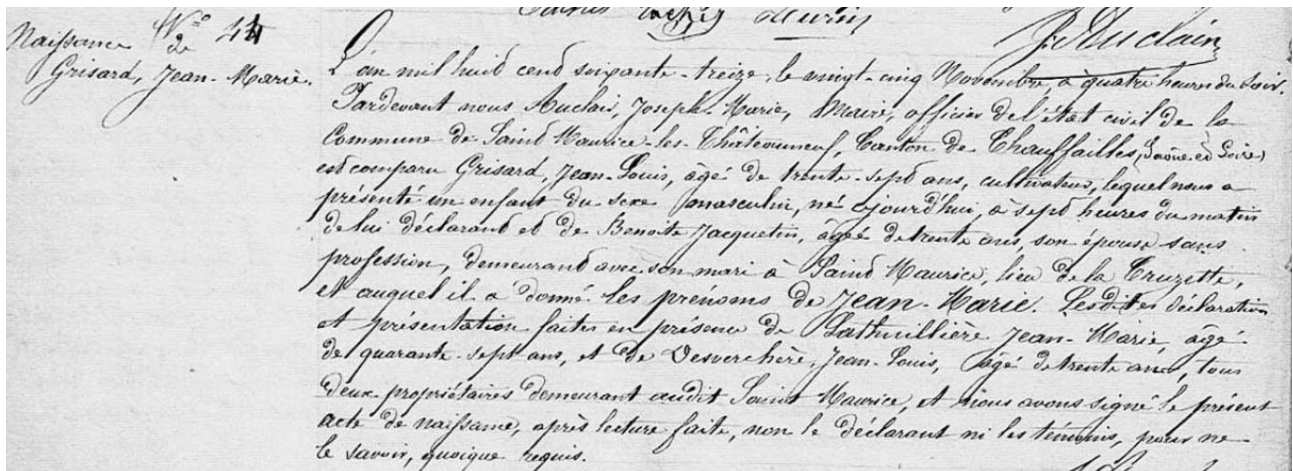 N° 44
Naissance de
Grisard, Jean-Marie.
L'an mil huid cend soixante-treize, le vingt-cinq Novembre, à quatre heures du soir.
Pardevant nous Auclair, Joseph-Marie, Maire, officier de l'état civil de la
Commune de Saind Maurice-les-Châteauneuf, Canton de Chauffailles, (Saône-et-Loire)
est comparu Grisard, Jean-Louis, âgé de trente-sept ans, cultivateur, lequel nous a
présenté un enfant du sexe masculin, né aujourd'hui, à sept heures du matin
de lui déclarand et de Benoite Jacquetin, âgée de trente ans, son épouse sans
profession, demeurand avec son mari à Saind Maurice, lieu de la Cruzette,
et auquel il a donné les prénoms de Jean-Marie. Lesdites déclaration
et présentation faites en présence de Lathuillière Jean-Marie, âgé
de quarante-sept ans, et de Desverchère, Jean-Louis, âgé de trente ans, tous
deux propriétaires demeurant audit Saint Maurice, et nous avons signé le présent
acte de naissance, après lecture faite, non le déclarant ni les témoins, pour ne
le savoir, quoique requis.